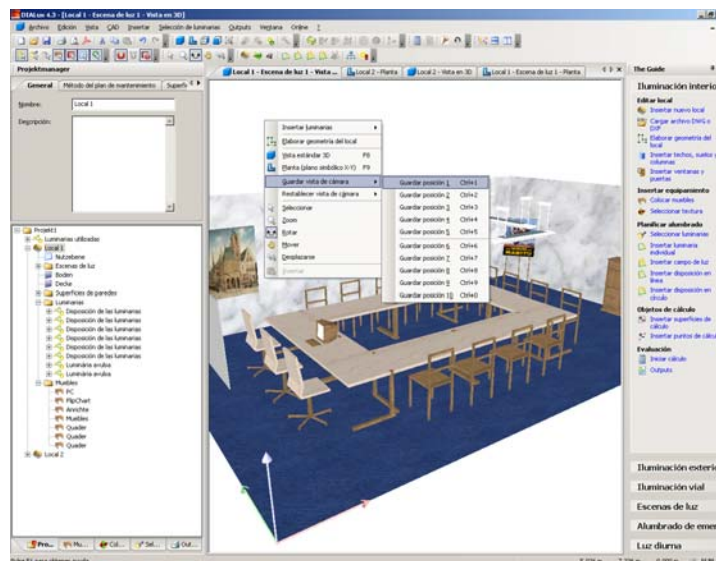 DIALux 4.3 - [Local 1 - Escena de luz 1 - Vista en 3D]
Archivo Edición Vista CAD Insertar Selección de luminarias Outputs Ventana Online ?
Projektmanager
General Método del plan de mantenimiento Superfi
Nombre: Local 1
Descripción:
Projekt1
Luminarias utilizadas
Local 1
Nutzebene
Escenas de luz
Boden
Decke
Superficies de paredes
Luminarias
Disposición de las luminarias
Disposición de las luminarias
Disposición de las luminarias
Disposición de las luminarias
Disposición de las luminarias
Luminária avulsa
Luminária avulsa
Muebles
PC
FlipChart
Anrichte
Muebles
Quader
Quader
Quader
Local 2
Pro... Mu... Col... Sel... Out...
Local 1 - Escena de luz 1 - Vista ... Local 2 - Planta Local 2 - Vista en 3D Local 1 - Escena de luz 1 - Planta
Insertar luminarias
Elaborar geometría del local
Vista estándar 3D F8
Planta (plano simbólico X-Y) F9
Guardar vista de cámara
Restablecer vista de cámara
Seleccionar
Zoom
Rotar
Mover
Desplazarse
Insertar
Guardar posición 1 Ctrl+1
Guardar posición 2 Ctrl+2
Guardar posición 3 Ctrl+3
Guardar posición 4 Ctrl+4
Guardar posición 5 Ctrl+5
Guardar posición 6 Ctrl+6
Guardar posición 7 Ctrl+7
Guardar posición 8 Ctrl+8
Guardar posición 9 Ctrl+9
Guardar posición 10 Ctrl+0
The Guide
Iluminación interio
Editar local
Insertar nuevo local
Cargar archivo DWG o
DXF
Elaborar geometría del
local
Insertar techos, suelos y
columnas
Insertar ventanas y
puertas
Insertar equipamiento
Colocar muebles
Seleccionar textura
Planificar alumbrado
Seleccionar luminarias
Insertar luminaria
individual
Insertar campo de luz
Insertar disposición en
línea
Insertar disposición en
círculo
Objetos de cálculo
Insertar superficies de
cálculo
Insertar puntos de cálcu
Evaluación
Iniciar cálculo
Outputs
Iluminación exterio
Iluminación vial
Escenas de luz
Alumbrado de emer
Luz diurna